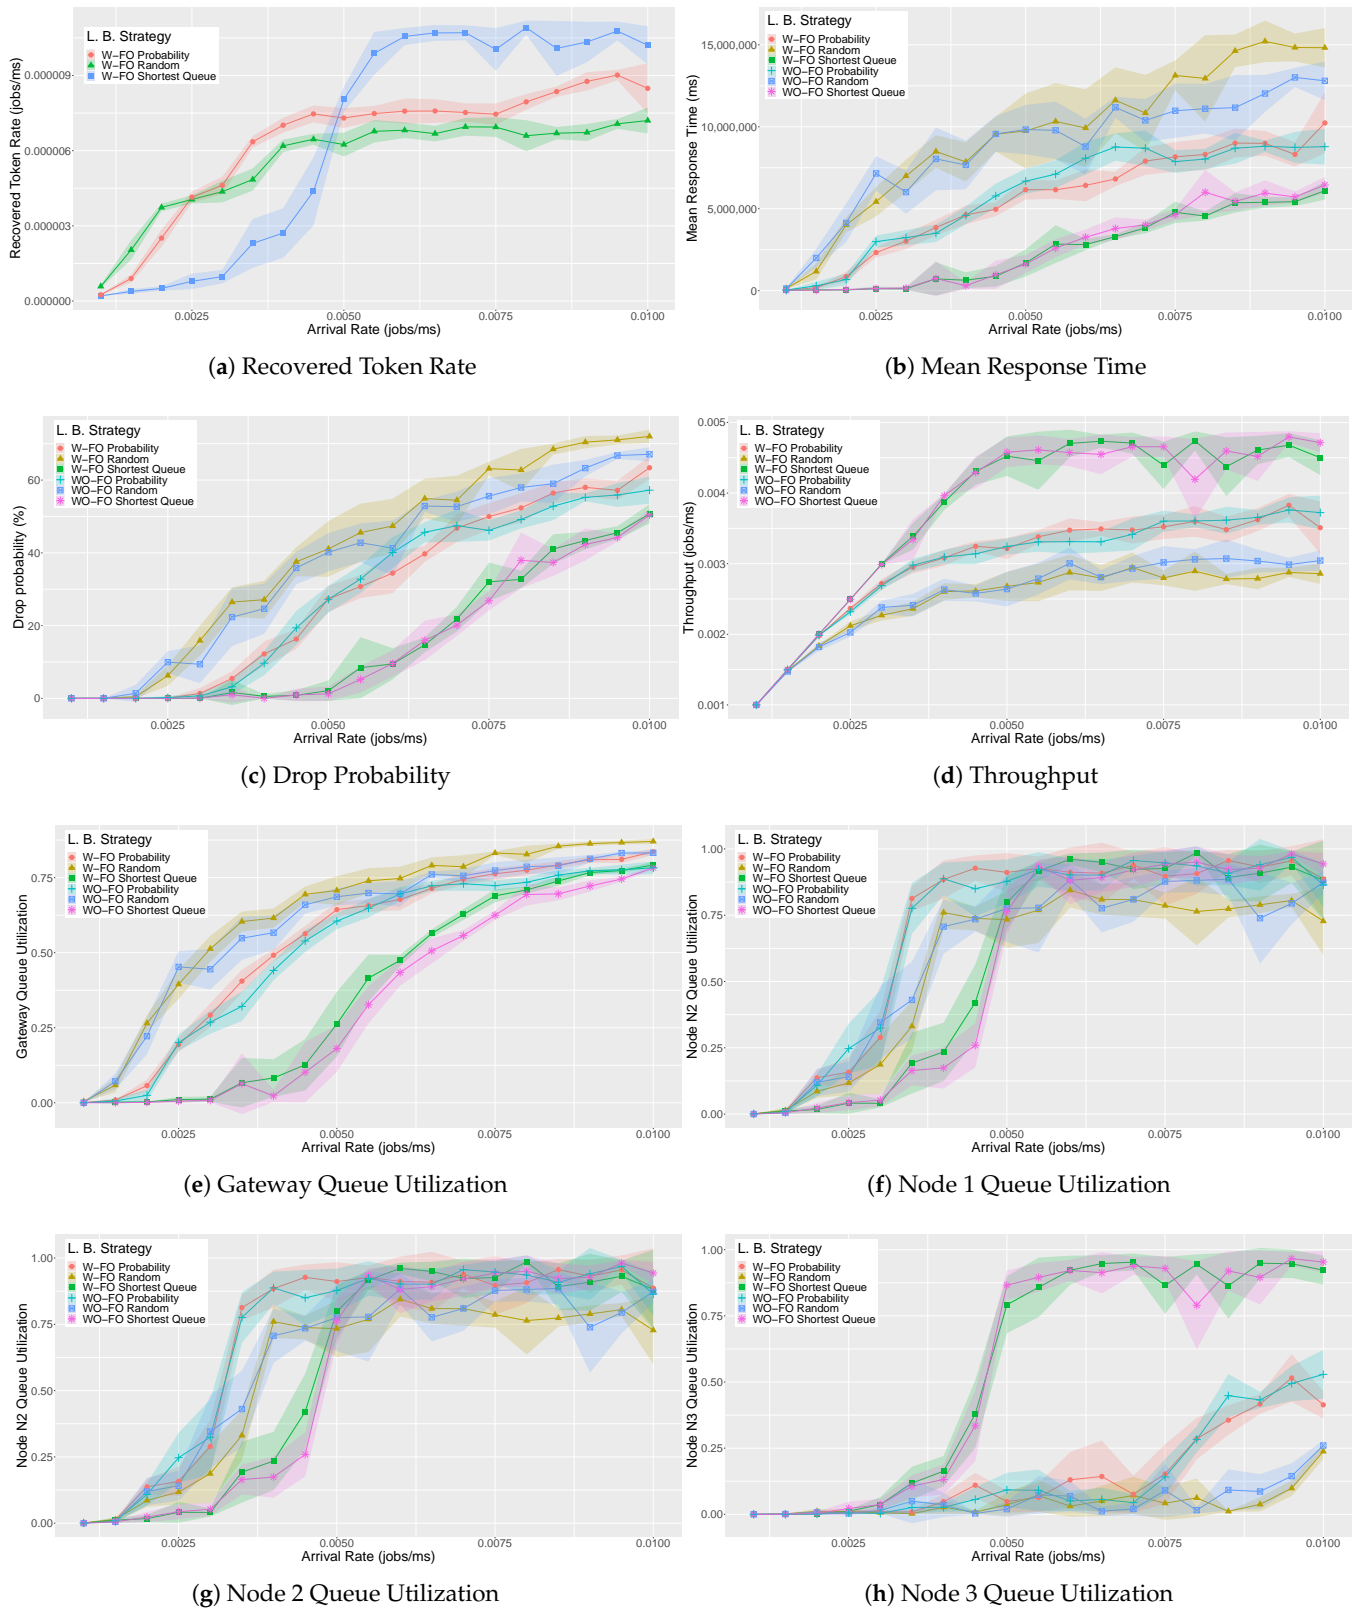 L. B. Strategy
W−FO Probability
W−FO Random
W−FO Shortest Queue
0.000009
0.000006
0.000003
0.000000
Recovered Token Rate (jobs/ms)
0.0025
0.0050
0.0075
0.0100
Arrival Rate (jobs/ms)
(a) Recovered Token Rate
L. B. Strategy
W−FO Probability
W−FO Random
W−FO Shortest Queue
WO−FO Probability
WO−FO Random
WO−FO Shortest Queue
15,000,000
10,000,000
5,000,000
0
Mean Response Time (ms)
0.0025
0.0050
0.0075
0.0100
Arrival Rate (jobs/ms)
(b) Mean Response Time
L. B. Strategy
W−FO Probability
W−FO Random
W−FO Shortest Queue
WO−FO Probability
WO−FO Random
WO−FO Shortest Queue
60
40
20
0
Drop probability (%)
0.0025
0.0050
0.0075
0.0100
Arrival Rate (jobs/ms)
(c) Drop Probability
L. B. Strategy
W−FO Probability
W−FO Random
W−FO Shortest Queue
WO−FO Probability
WO−FO Random
WO−FO Shortest Queue
0.005
0.004
0.003
0.002
0.001
Throughput (jobs/ms)
0.0025
0.0050
0.0075
0.0100
Arrival Rate (jobs/ms)
(d) Throughput
L. B. Strategy
W−FO Probability
W−FO Random
W−FO Shortest Queue
WO−FO Probability
WO−FO Random
WO−FO Shortest Queue
0.75
0.50
0.25
0.00
Gateway Queue Utilization
0.0025
0.0050
0.0075
0.0100
Arrival Rate (jobs/ms)
(e) Gateway Queue Utilization
L. B. Strategy
W−FO Probability
W−FO Random
W−FO Shortest Queue
WO−FO Probability
WO−FO Random
WO−FO Shortest Queue
1.00
0.75
0.50
0.25
0.00
Node N2 Queue Utilization
0.0025
0.0050
0.0075
0.0100
Arrival Rate (jobs/ms)
(f) Node 1 Queue Utilization
L. B. Strategy
W−FO Probability
W−FO Random
W−FO Shortest Queue
WO−FO Probability
WO−FO Random
WO−FO Shortest Queue
1.00
0.75
0.50
0.25
0.00
Node N2 Queue Utilization
0.0025
0.0050
0.0075
0.0100
Arrival Rate (jobs/ms)
(g) Node 2 Queue Utilization
L. B. Strategy
W−FO Probability
W−FO Random
W−FO Shortest Queue
WO−FO Probability
WO−FO Random
WO−FO Shortest Queue
1.00
0.75
0.50
0.25
0.00
Node N3 Queue Utilization
0.0025
0.0050
0.0075
0.0100
Arrival Rate (jobs/ms)
(h) Node 3 Queue Utilization